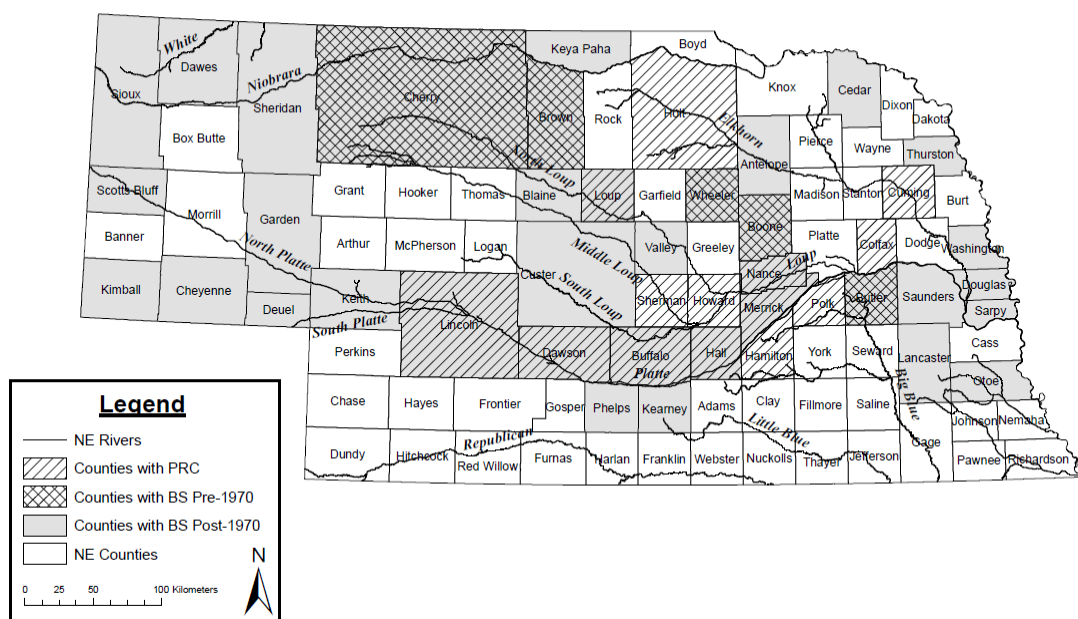 Boyd
Keya Paha
White
Dawes
Niobrara
Knox
Cedar
Sioux
Cherry
Dixon
Sheridan
Brown
Rock
Holt
Elkhorn
Dakota
Box Butte
Pierce
Wayne
North Loup
Antelope
Thurston
Scotts Bluff
Grant
Hooker
Thomas
Blaine
Loup
Garfield
Wheeler
Madison
Stanton
Cuming
Burt
Morrill
Garden
Boone
Banner
North Platte
Arthur
McPherson
Logan
Middle Loup
Valley
Greeley
Platte
Colfax
Dodge
Washington
Loup
Nance
Custer
South Loup
Kimball
Cheyenne
Keith
Sherman
Howard
Merrick
Polk
Butler
Saunders
Douglas
Deuel
South Platte
Lincoln
Sarpy
Perkins
Dawson
Buffalo
Hall
Hamilton
York
Seward
Lancaster
Cass
Platte
Big Blue
Otoe
Chase
Hayes
Frontier
Gosper
Phelps
Kearney
Adams
Clay
Fillmore
Saline
Little Blue
Johnson
Nemaha
Republican
Gage
Dundy
Hitchcock
Red Willow
Furnas
Harlan
Franklin
Webster
Nuckolls
Thayer
Jefferson
Pawnee
Richardson
Legend
NE Rivers
Counties with PRC
Counties with BS Pre-1970
Counties with BS Post-1970
NE Counties
N
0 25 50 100 Kilometers